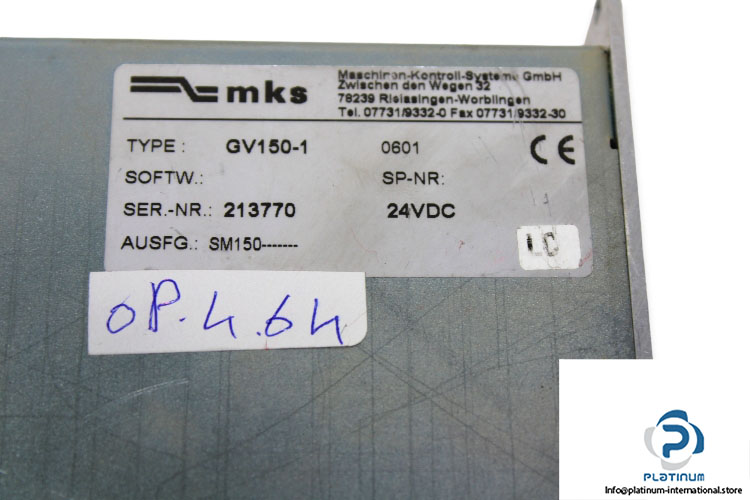 mks
Maschinen-Kontroll-Systeme GmbH
Zwischen den Wegen 32
78239 Rielasingen-Worblingen
Tel. 07731/9332-0 Fax 07731/9332-30
TYPE : GV150-1 0601 CE
SOFTW.: SP-NR:
SER.-NR.: 213770 24VDC
AUSFG.: SM150-------
LC
OP.4.64
PLATINUM
Info@platinum-international.store